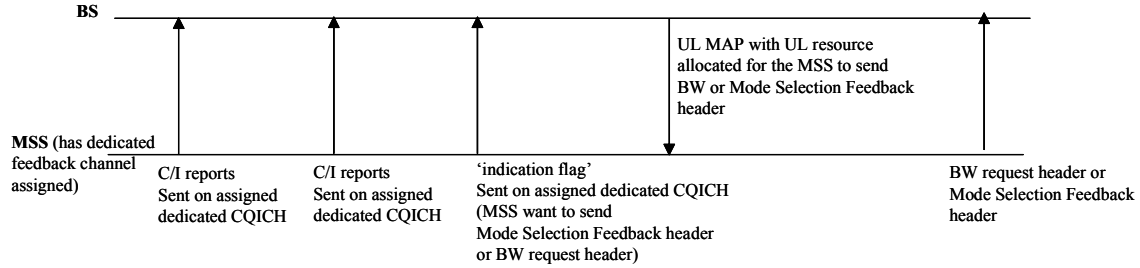 BS
UL MAP with UL resource
allocated for the MSS to send
BW or Mode Selection Feedback
header
MSS (has dedicated
feedback channel
assigned)
C/I reports
Sent on assigned
dedicated CQICH
C/I reports
Sent on assigned
dedicated CQICH
‘indication flag’
Sent on assigned dedicated CQICH
(MSS want to send
Mode Selection Feedback header
or BW request header)
BW request header or
Mode Selection Feedback
header